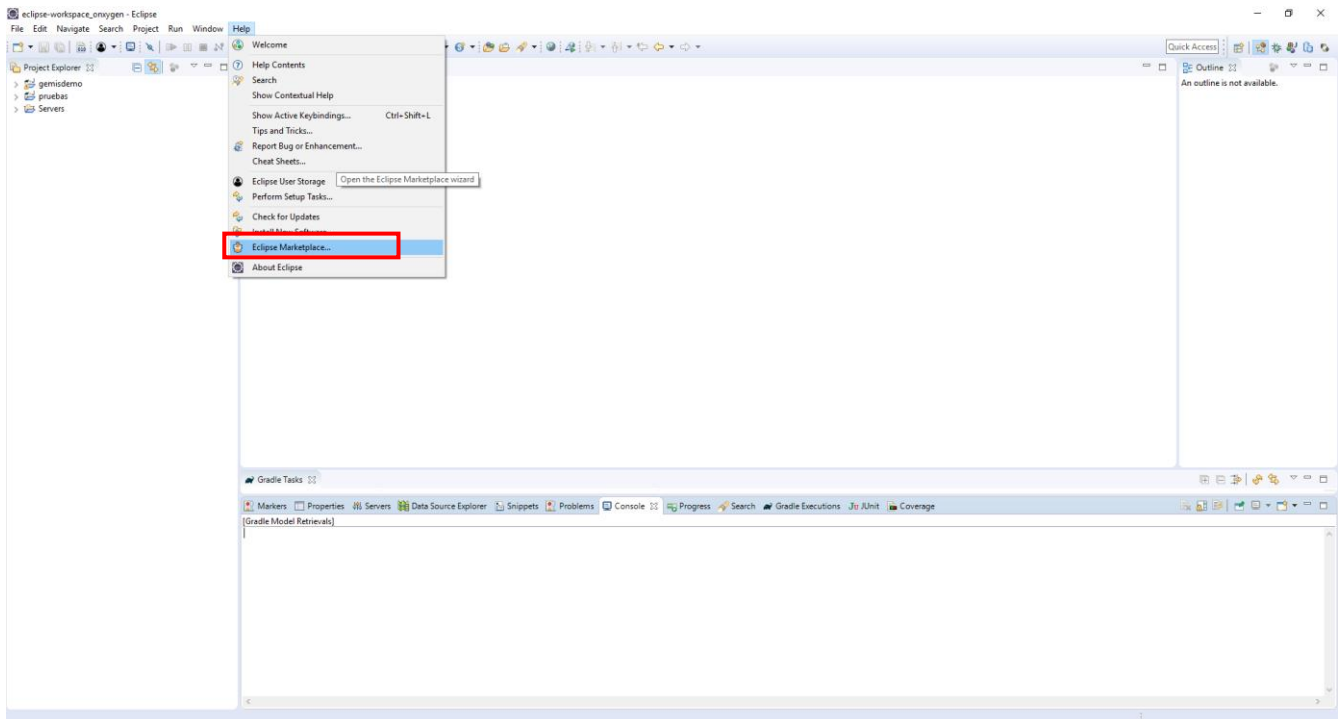 eclipse-workspace_onxygen - Eclipse
File Edit Navigate Search Project Run Window Help
Quick Access
Project Explorer
Outline
gemisdemo
pruebas
Servers
An outline is not available.
Welcome
Help Contents
Search
Show Contextual Help
Show Active Keybindings... Ctrl+Shift+L
Tips and Tricks...
Report Bug or Enhancement...
Cheat Sheets...
Eclipse User Storage
Open the Eclipse Marketplace wizard
Perform Setup Tasks...
Check for Updates
Install New Software...
Eclipse Marketplace...
About Eclipse
Gradle Tasks
Markers Properties Servers Data Source Explorer Snippets Problems Console Progress Search Gradle Executions JUnit Coverage
[Gradle Model Retrievals]